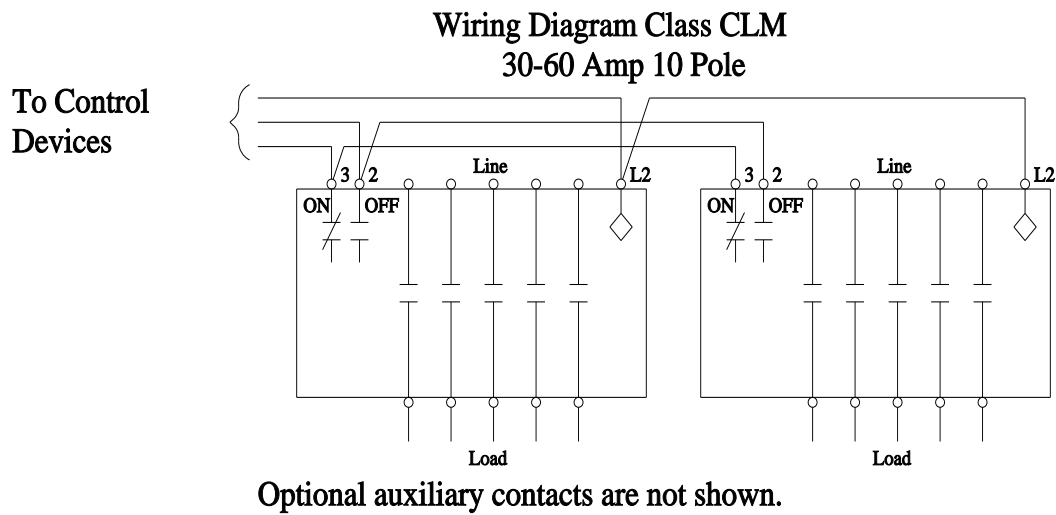 Wiring Diagram Class CLM
30-60 Amp 10 Pole
To Control
Devices
3 2 Line L2 3 2 Line L2
ON OFF ON OFF
Load Load
Optional auxiliary contacts are not shown.